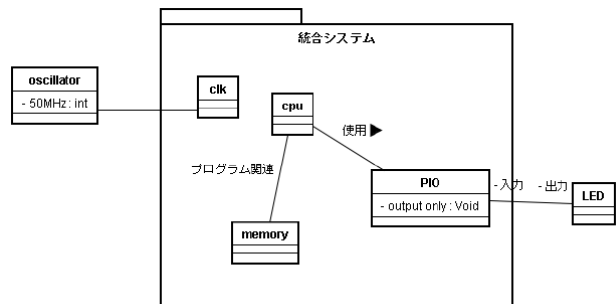 統合システム
oscillator
- 50MHz : int
clk
cpu
使用 ▶
プログラム関連
PIO
- output only : Void
- 入力
- 出力
LED
memory